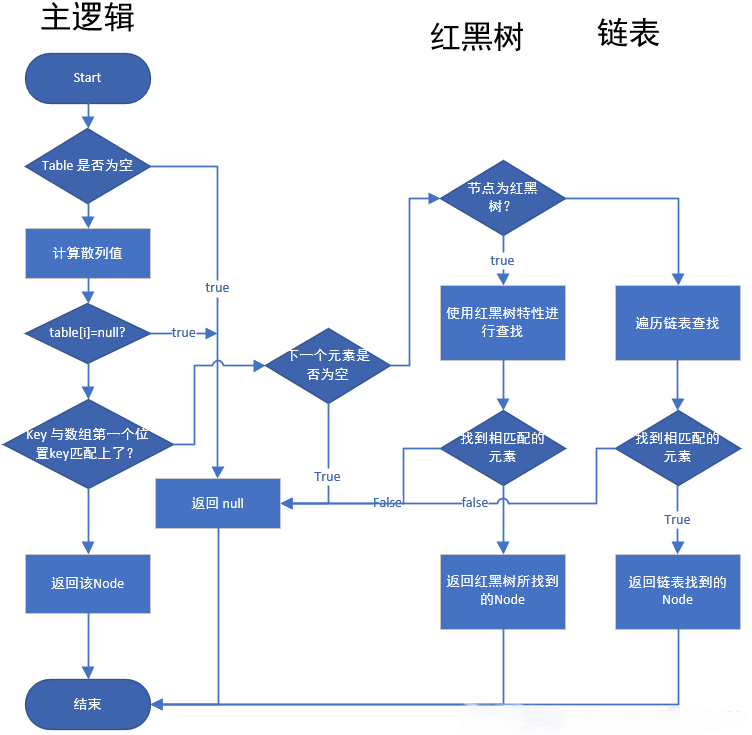 主逻辑
红黑树
链表
Start
Table 是否为空
节点为红黑
树？
计算散列值
true
true
table[i]=null?
true
使用红黑树特性进
行查找
遍历链表查找
下一个元素是
否为空
Key 与数组第一个位
置key匹配上了？
找到相匹配的
元素
找到相匹配的
元素
True
返回 null
False
false
True
返回该Node
返回红黑树所找到
的Node
返回链表找到的
Node
结束